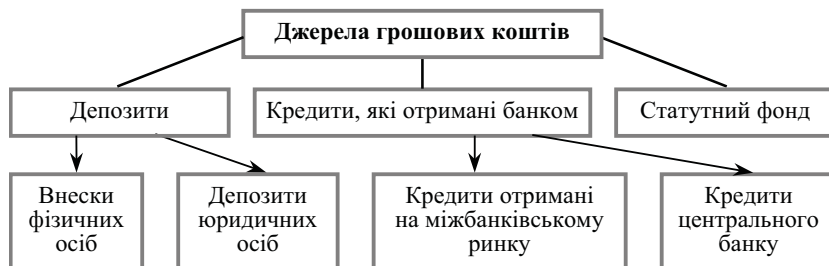 Джерела грошових коштів
Депозити
Кредити, які отримані банком
Статутний фонд
Внески
фізичних
осіб
Депозити
юридичних
осіб
Кредити отримані
на міжбанківському
ринку
Кредити
центрального
банку